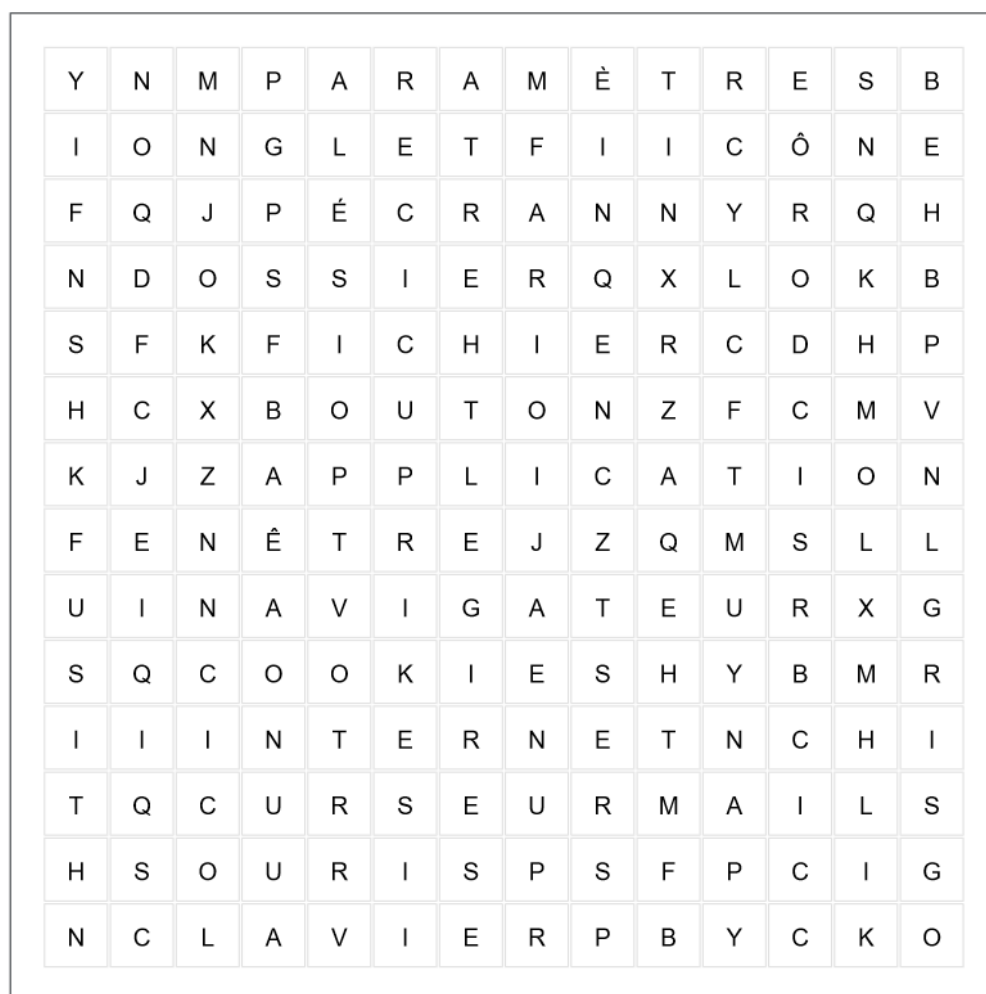 Y N M P A R A M È T R E S B
I O N G L E T F I I C Ô N E
F Q J P É C R A N N Y R Q H
N D O S S I E R Q X L O K B
S F K F I C H I E R C D H P
H C X B O U T O N Z F C M V
K J Z A P P L I C A T I O N
F E N Ê T R E J Z Q M S L L
U I N A V I G A T E U R X G
S Q C O O K I E S H Y B M R
I I I N T E R N E T N C H I
T Q C U R S E U R M A I L S
H S O U R I S P S F P C I G
N C L A V I E R P B Y C K O